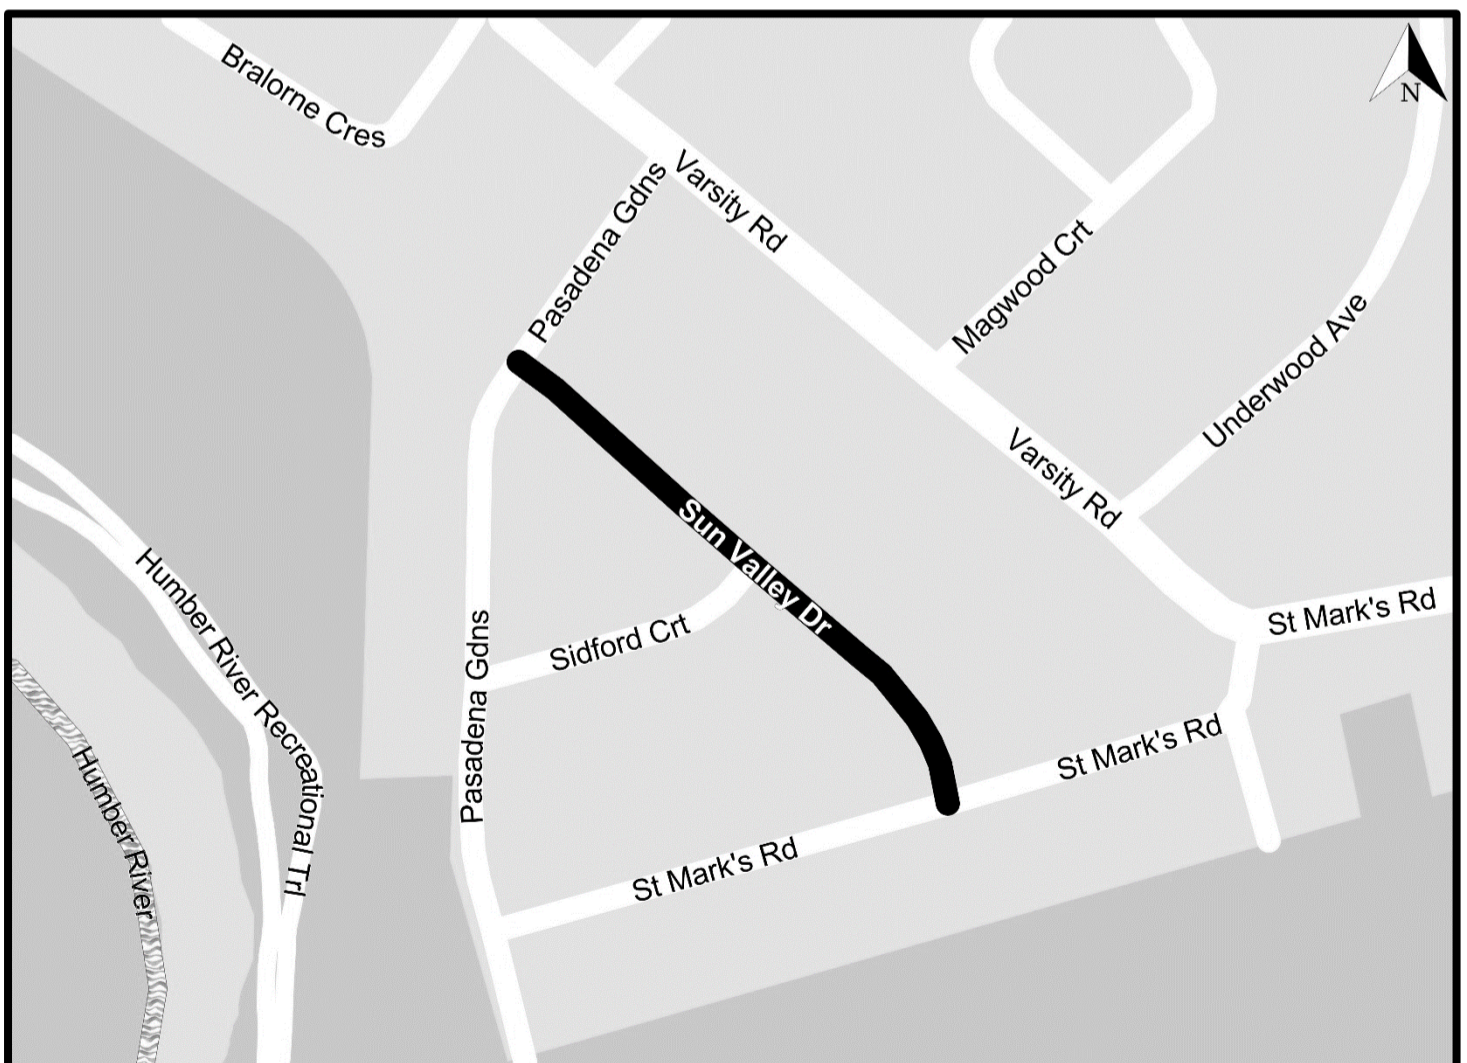 Bralorne Cres
N
Varsity Rd
Pasadena Gdns
Magwood Crt
Underwood Ave
Varsity Rd
Sun Valley Dr
Humber River Recreational Trl
St Mark's Rd
Sidford Crt
Pasadena Gdns
St Mark's Rd
Humber River
St Mark's Rd